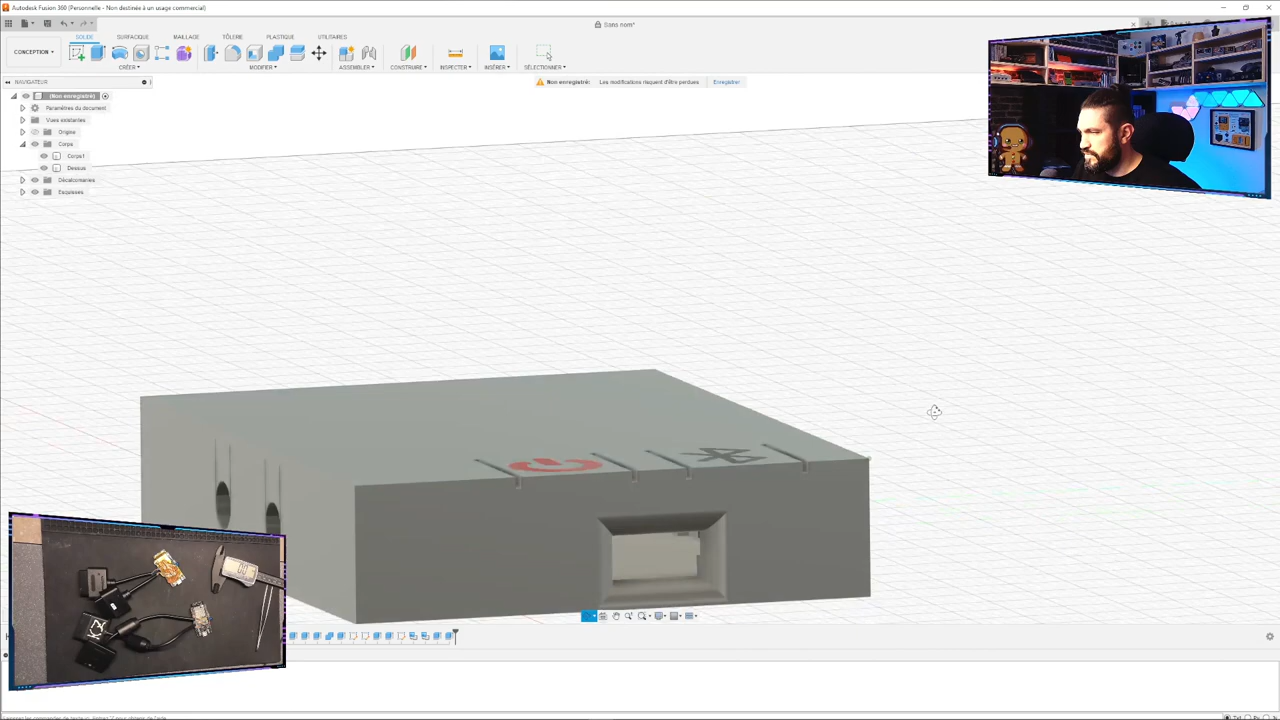 Autodesk Fusion 360 (Personnelle - Non destinée à un usage commercial)
Sans nom*
SOLIDE SURFACIQUE MAILLAGE TÔLERIE PLASTIQUE UTILITAIRES
CONCEPTION
CRÉER MODIFIER ASSEMBLER CONSTRUIRE INSPECTER INSÉRER SÉLECTIONNER
NAVIGATEUR
Non enregistré: Les modifications risquent d'être perdues Enregistrer
(Non enregistré)
Paramètres du document
Vues existantes
Origine
Corps
Corps1
Dessus
Décalcomanies
Esquisses
Txt